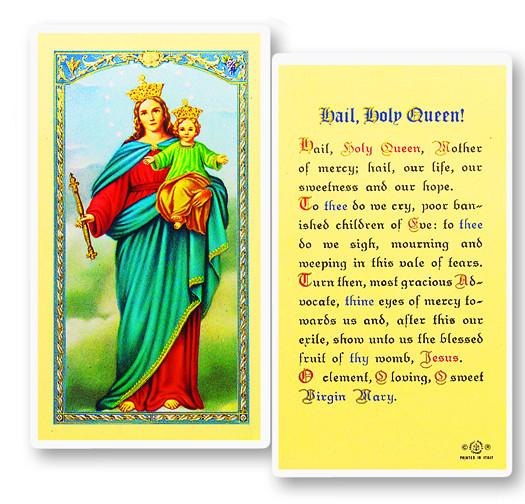 Hail, Holy Queen!
Hail, Holy Queen, Mother
of mercy; hail, our life, our
sweetness and our hope.
To thee do we cry, poor ban-
ished children of Eve: to thee
do we sigh, mourning and
weeping in this vale of tears.
Turn then, most gracious Ad-
vocate, thine eyes of mercy to-
wards us and, after this our
exile, show unto us the blessed
fruit of thy womb, Jesus.
O clement, O loving, O sweet
Virgin Mary.
© ®
PRINTED IN ITALY